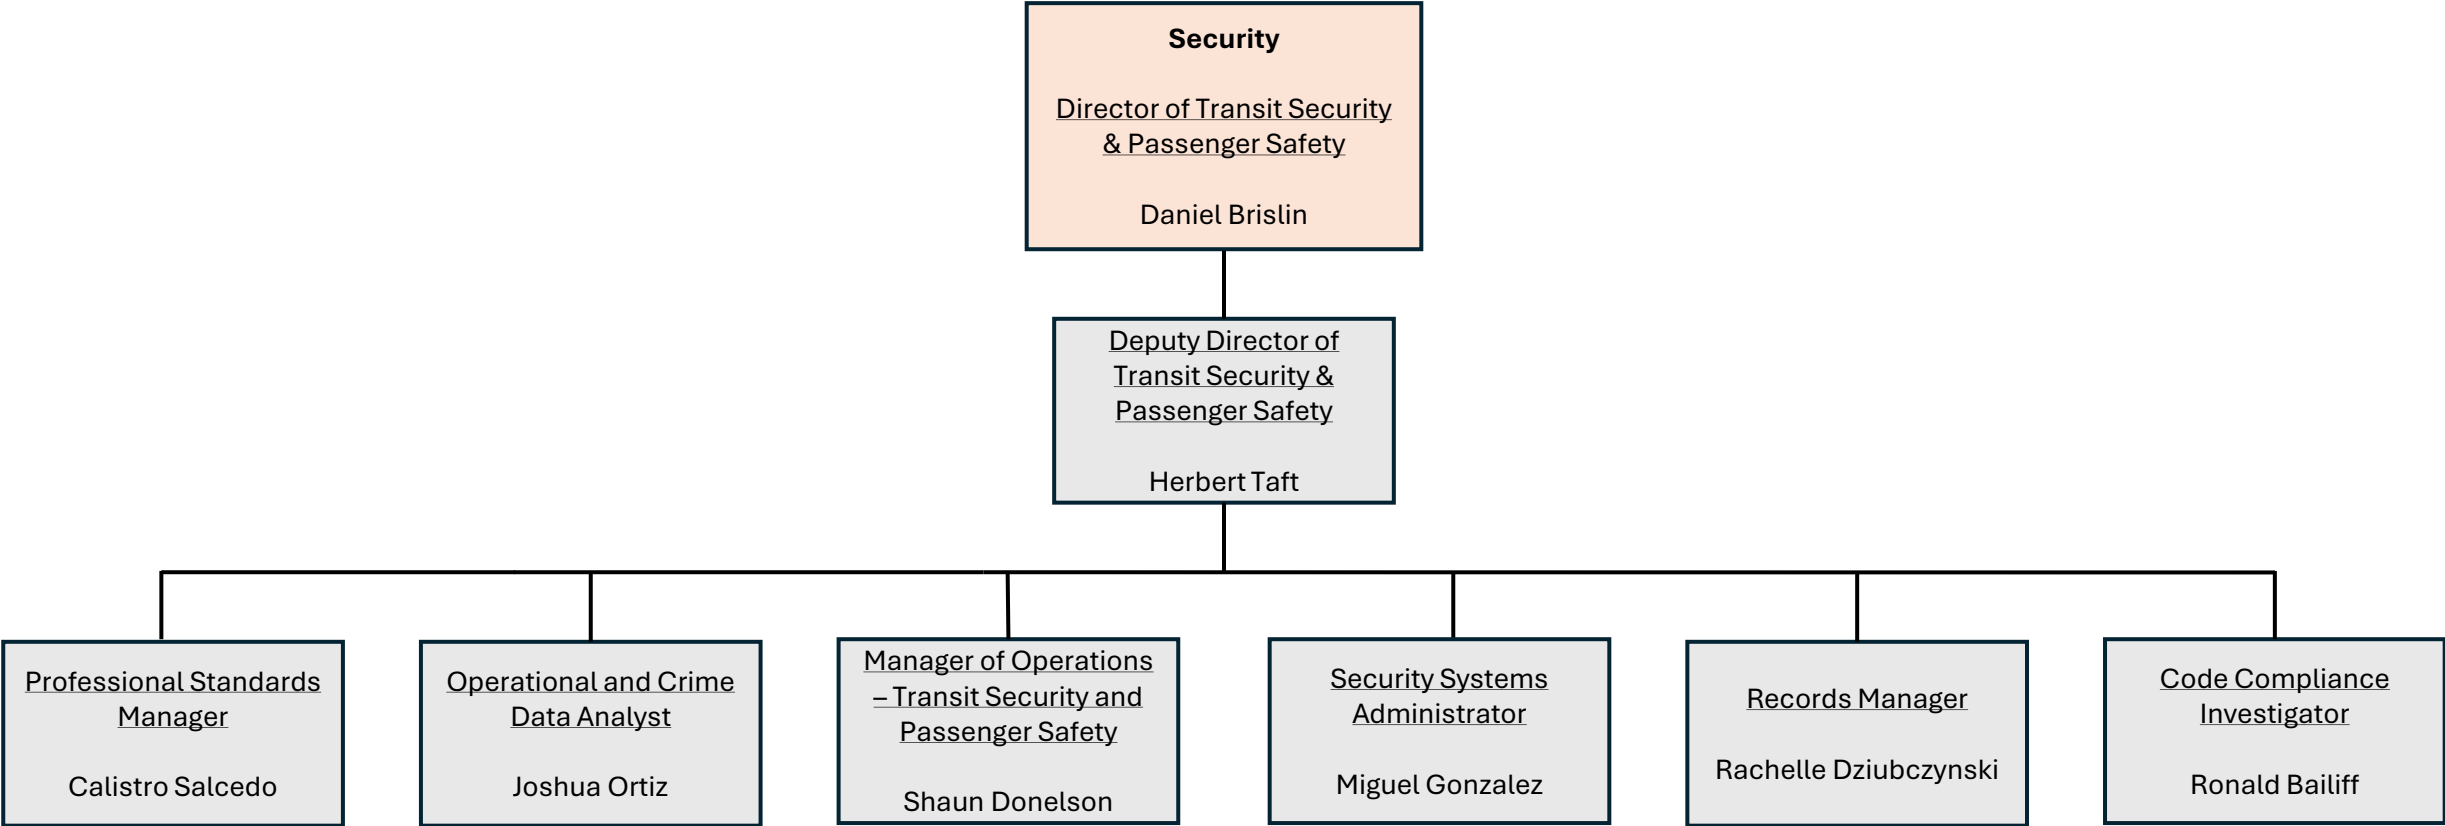 Security
Director of Transit Security
& Passenger Safety
Daniel Brislin
Deputy Director of
Transit Security &
Passenger Safety
Herbert Taft
Professional Standards
Manager
Calistro Salcedo
Operational and Crime
Data Analyst
Joshua Ortiz
Manager of Operations
– Transit Security and
Passenger Safety
Shaun Donelson
Security Systems
Administrator
Miguel Gonzalez
Records Manager
Rachelle Dziubczynski
Code Compliance
Investigator
Ronald Bailiff